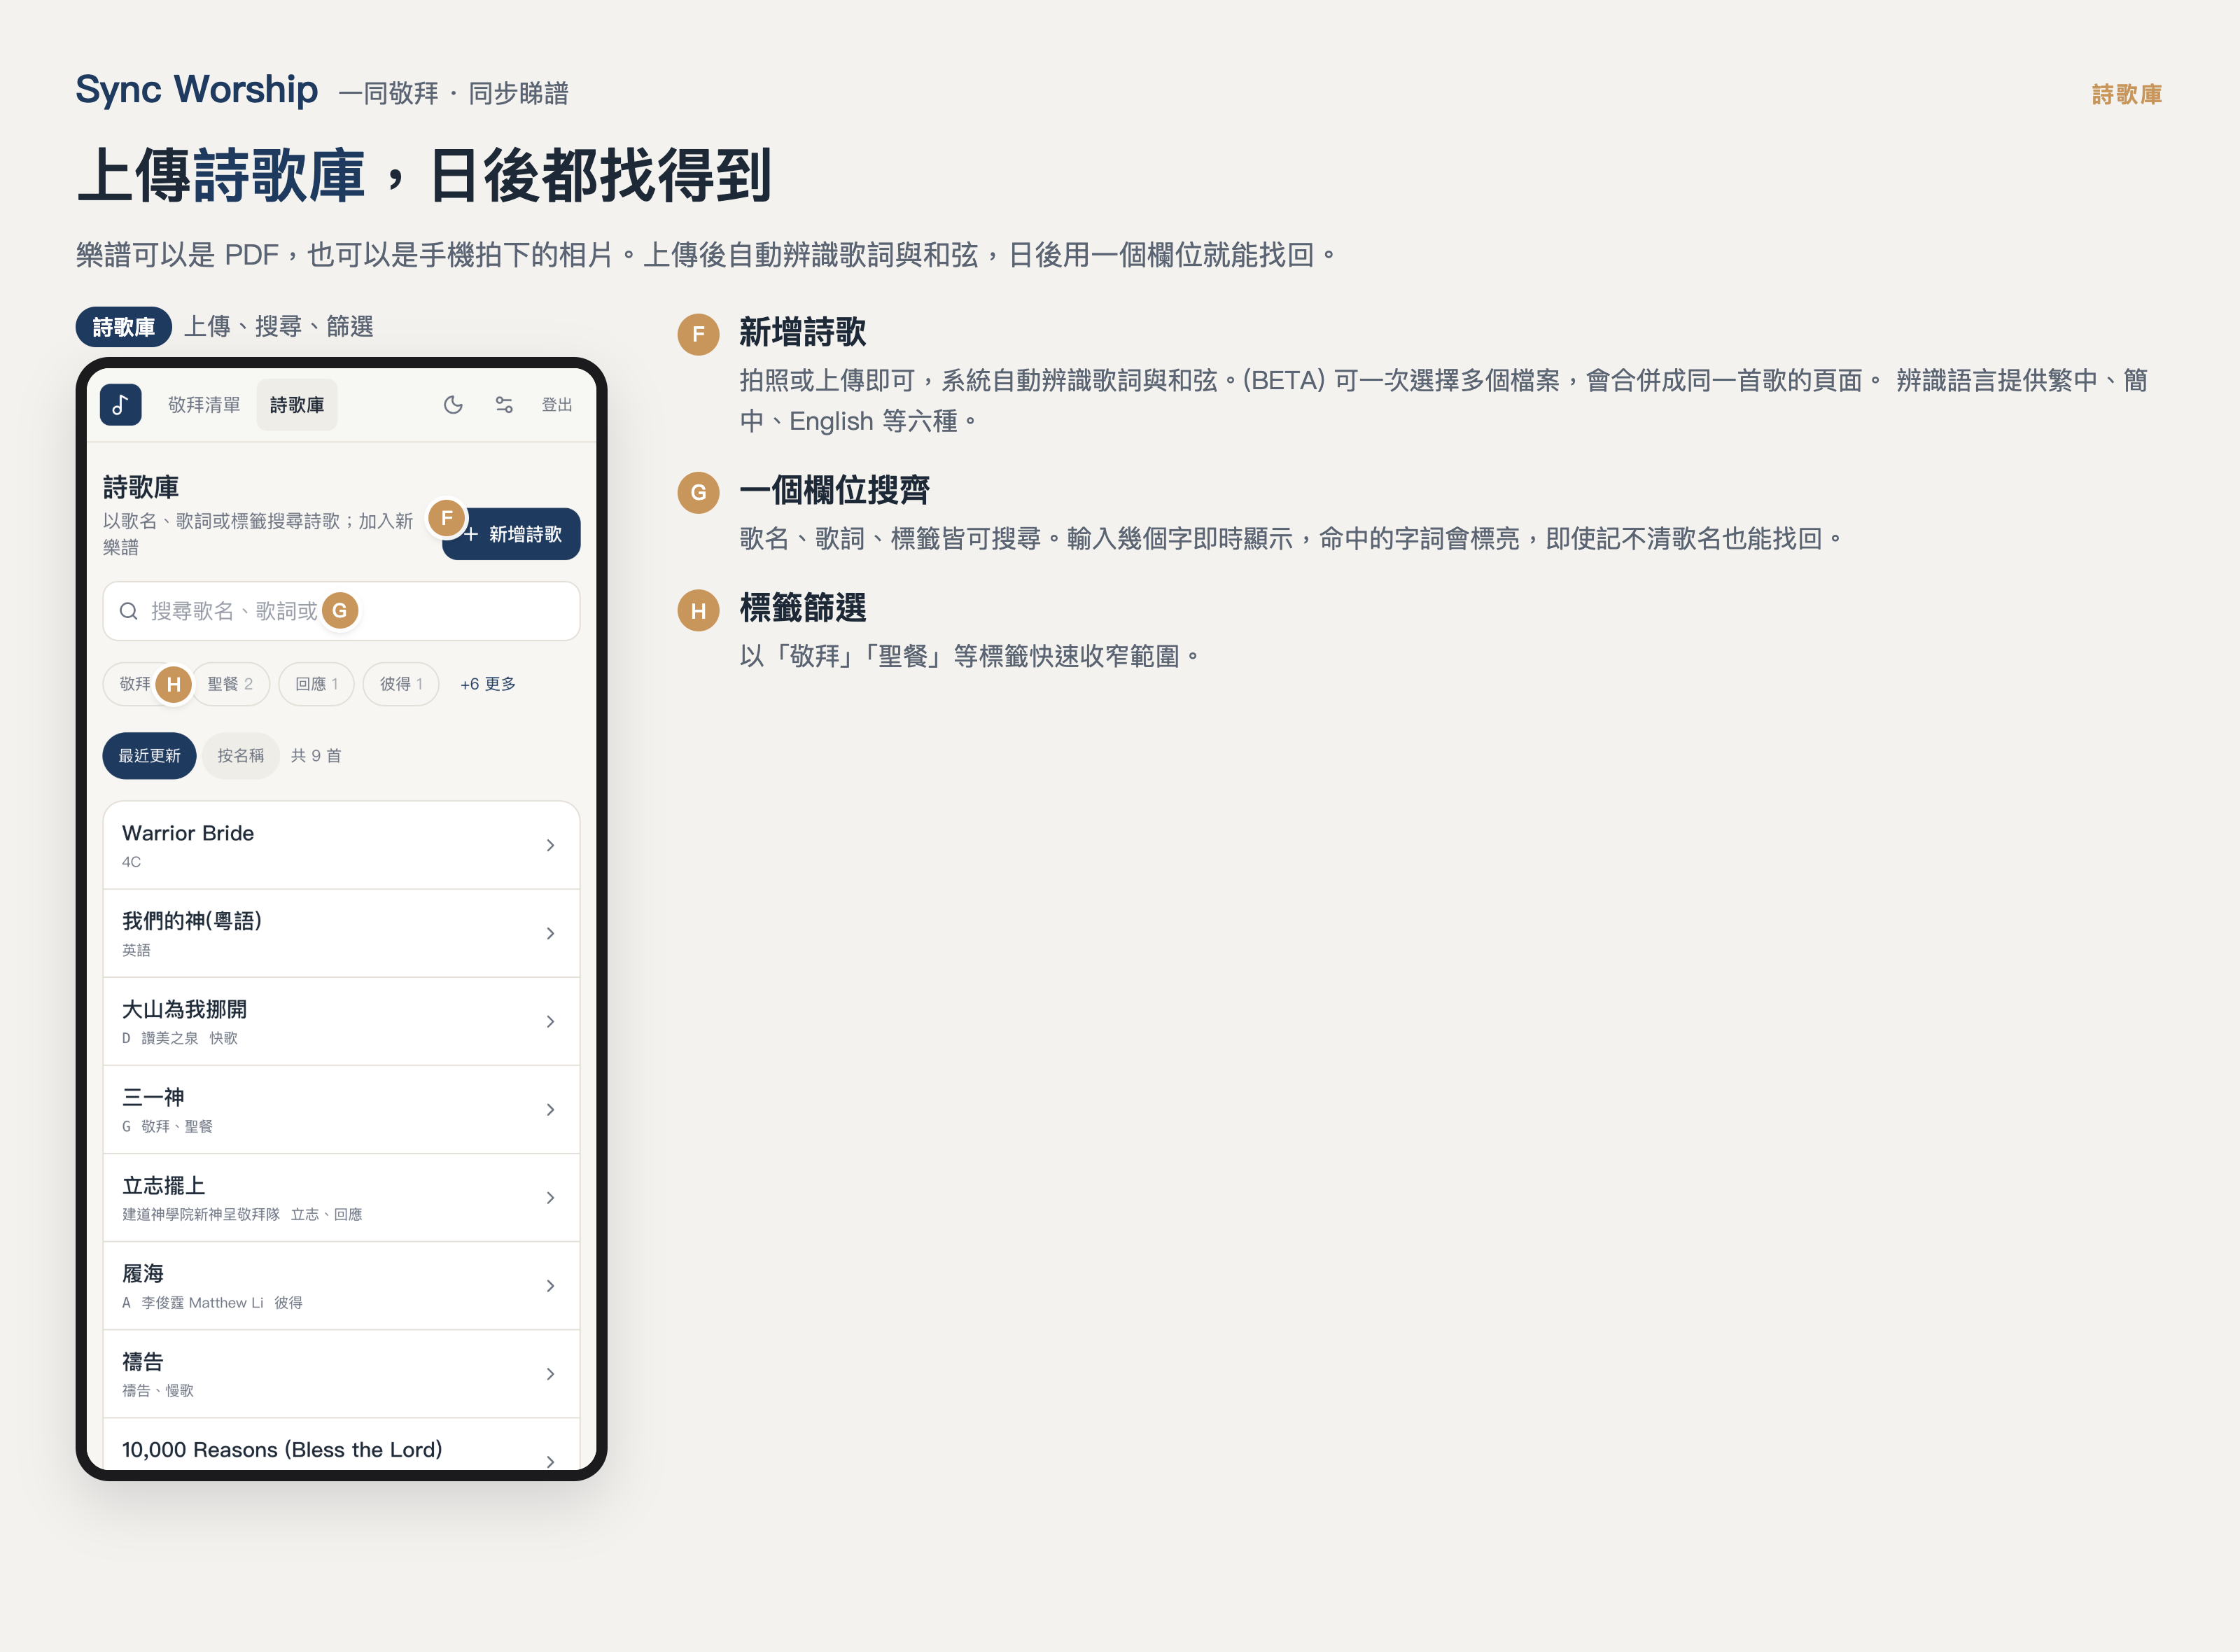 Sync Worship 一同敬拜·同步睇譜
詩歌庫
上傳詩歌庫，日後都找得到
樂譜可以是 PDF，也可以是手機拍下的相片。上傳後自動辨識歌詞與和弦，日後用一個欄位就能找回。
詩歌庫 上傳、搜尋、篩選
敬拜清單 詩歌庫 登出
詩歌庫
以歌名、歌詞或標籤搜尋詩歌；加入新
樂譜
F
+ 新增詩歌
搜尋歌名、歌詞或 G
敬拜 H 聖餐 2 回應 1 彼得 1 +6 更多
最近更新 按名稱 共 9 首
Warrior Bride
4C
我們的神(粵語)
英語
大山為我挪開
D 讚美之泉 快歌
三一神
G 敬拜、聖餐
立志擺上
建道神學院新神呈敬拜隊 立志、回應
履海
A 李俊霆 Matthew Li 彼得
禱告
禱告、慢歌
10,000 Reasons (Bless the Lord)
F 新增詩歌
拍照或上傳即可，系統自動辨識歌詞與和弦。(BETA) 可一次選擇多個檔案，會合併成同一首歌的頁面。 辨識語言提供繁中、簡
中、English 等六種。
G 一個欄位搜齊
歌名、歌詞、標籤皆可搜尋。輸入幾個字即時顯示，命中的字詞會標亮，即使記不清歌名也能找回。
H 標籤篩選
以「敬拜」「聖餐」等標籤快速收窄範圍。